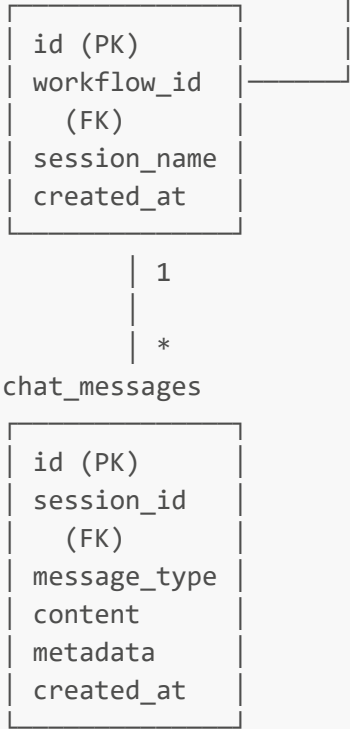 id (PK)
workflow_id
(FK)
session_name
created_at
1
*
chat_messages
id (PK)
session_id
(FK)
message_type
content
metadata
created_at